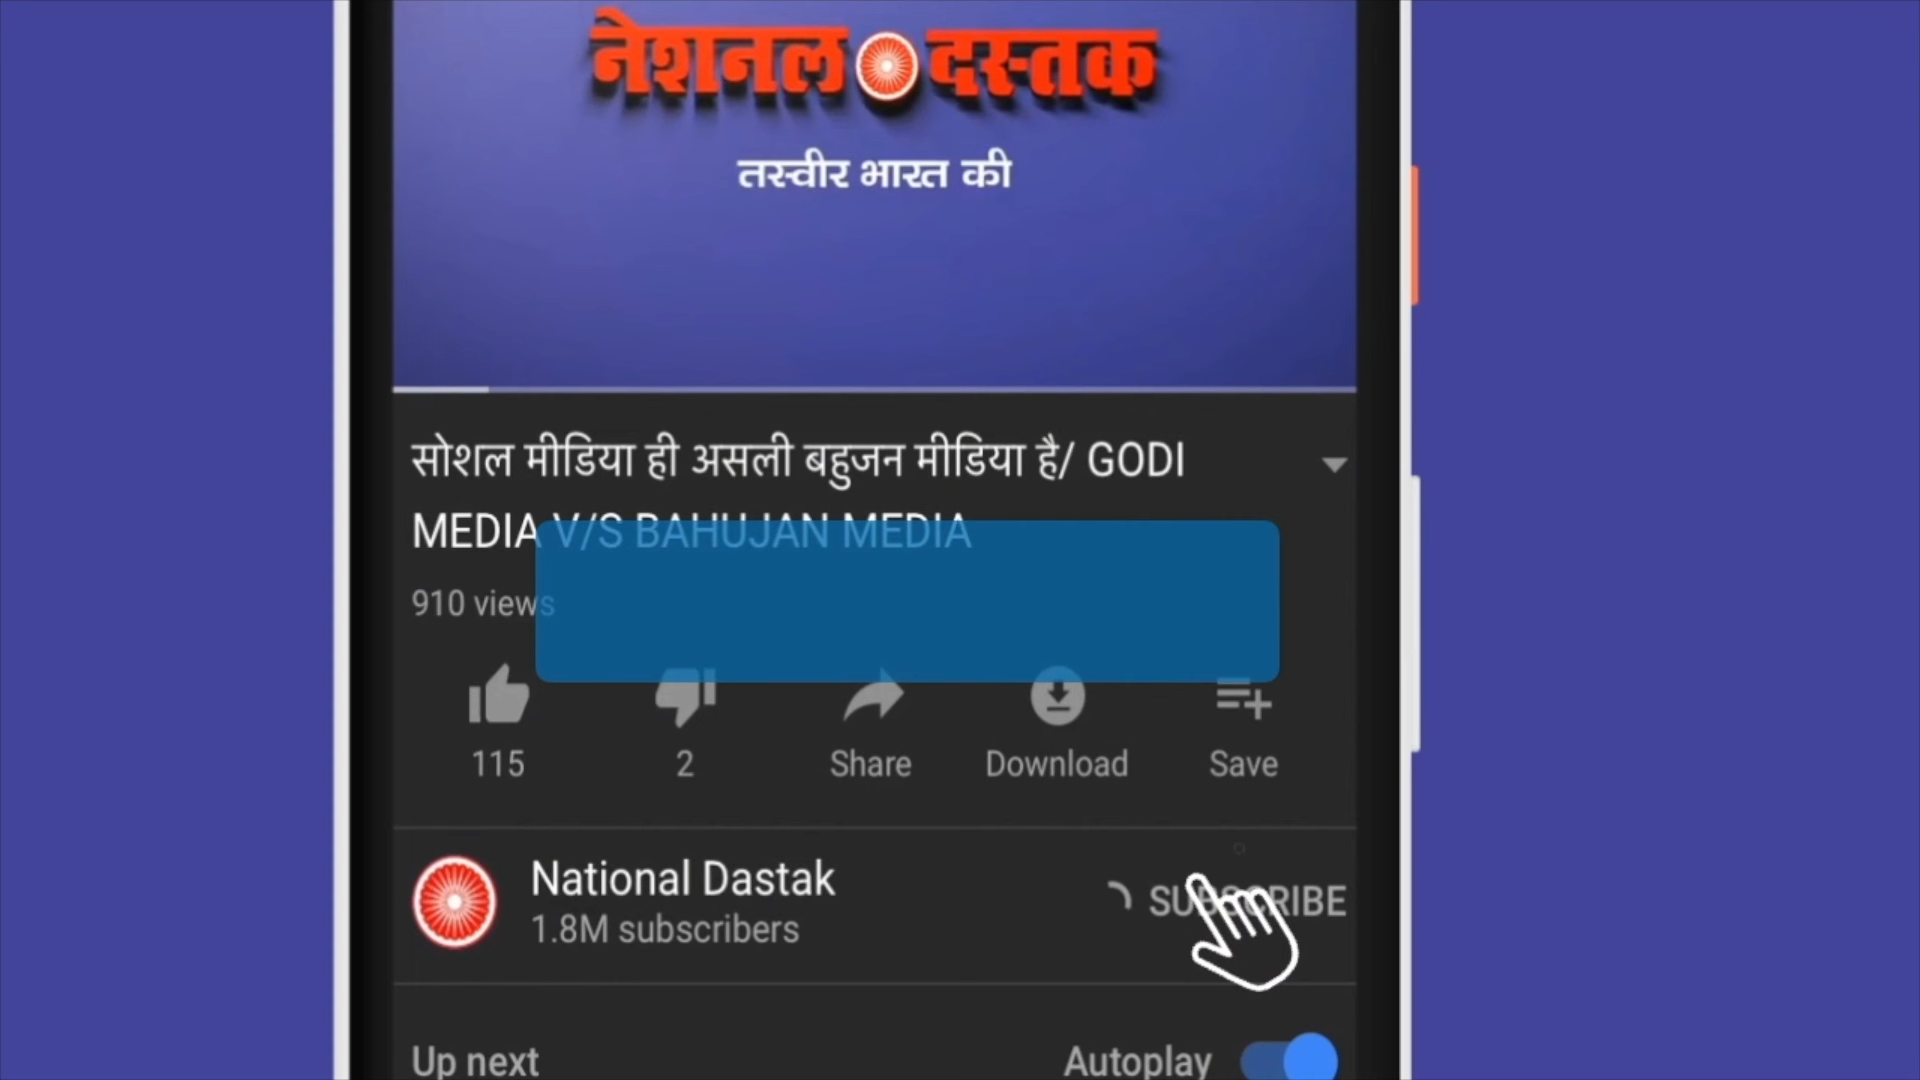 नेशनल दस्तक
तस्वीर भारत की
सोशल मीडिया ही असली बहुजन मीडिया है/ GODI
MEDIA V/S BAHUJAN MEDIA
910 views
115
2
Share
Download
Save
National Dastak
1.8M subscribers
SUBSCRIBE
Up next
Autoplay